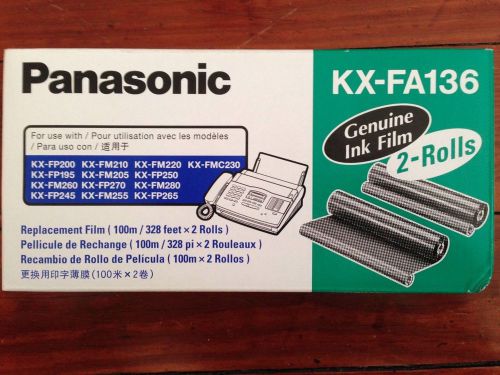 Panasonic
KX-FA136
Genuine
Ink Film
2-Rolls
For use with / Pour utilisation avec les modèles
/ Para uso con / 适用于
KX-FP200 KX-FM210 KX-FM220 KX-FMC230
KX-FP195 KX-FM205 KX-FP250
KX-FM260 KX-FP270 KX-FM280
KX-FP245 KX-FM255 KX-FP265
Replacement Film ( 100m / 328 feet × 2 Rolls )
Pellicule de Rechange ( 100m / 328 pi × 2 Rouleaux )
Recambio de Rollo de Pelicula ( 100m × 2 Rollos )
更换用印字薄膜 (100米 × 2卷)